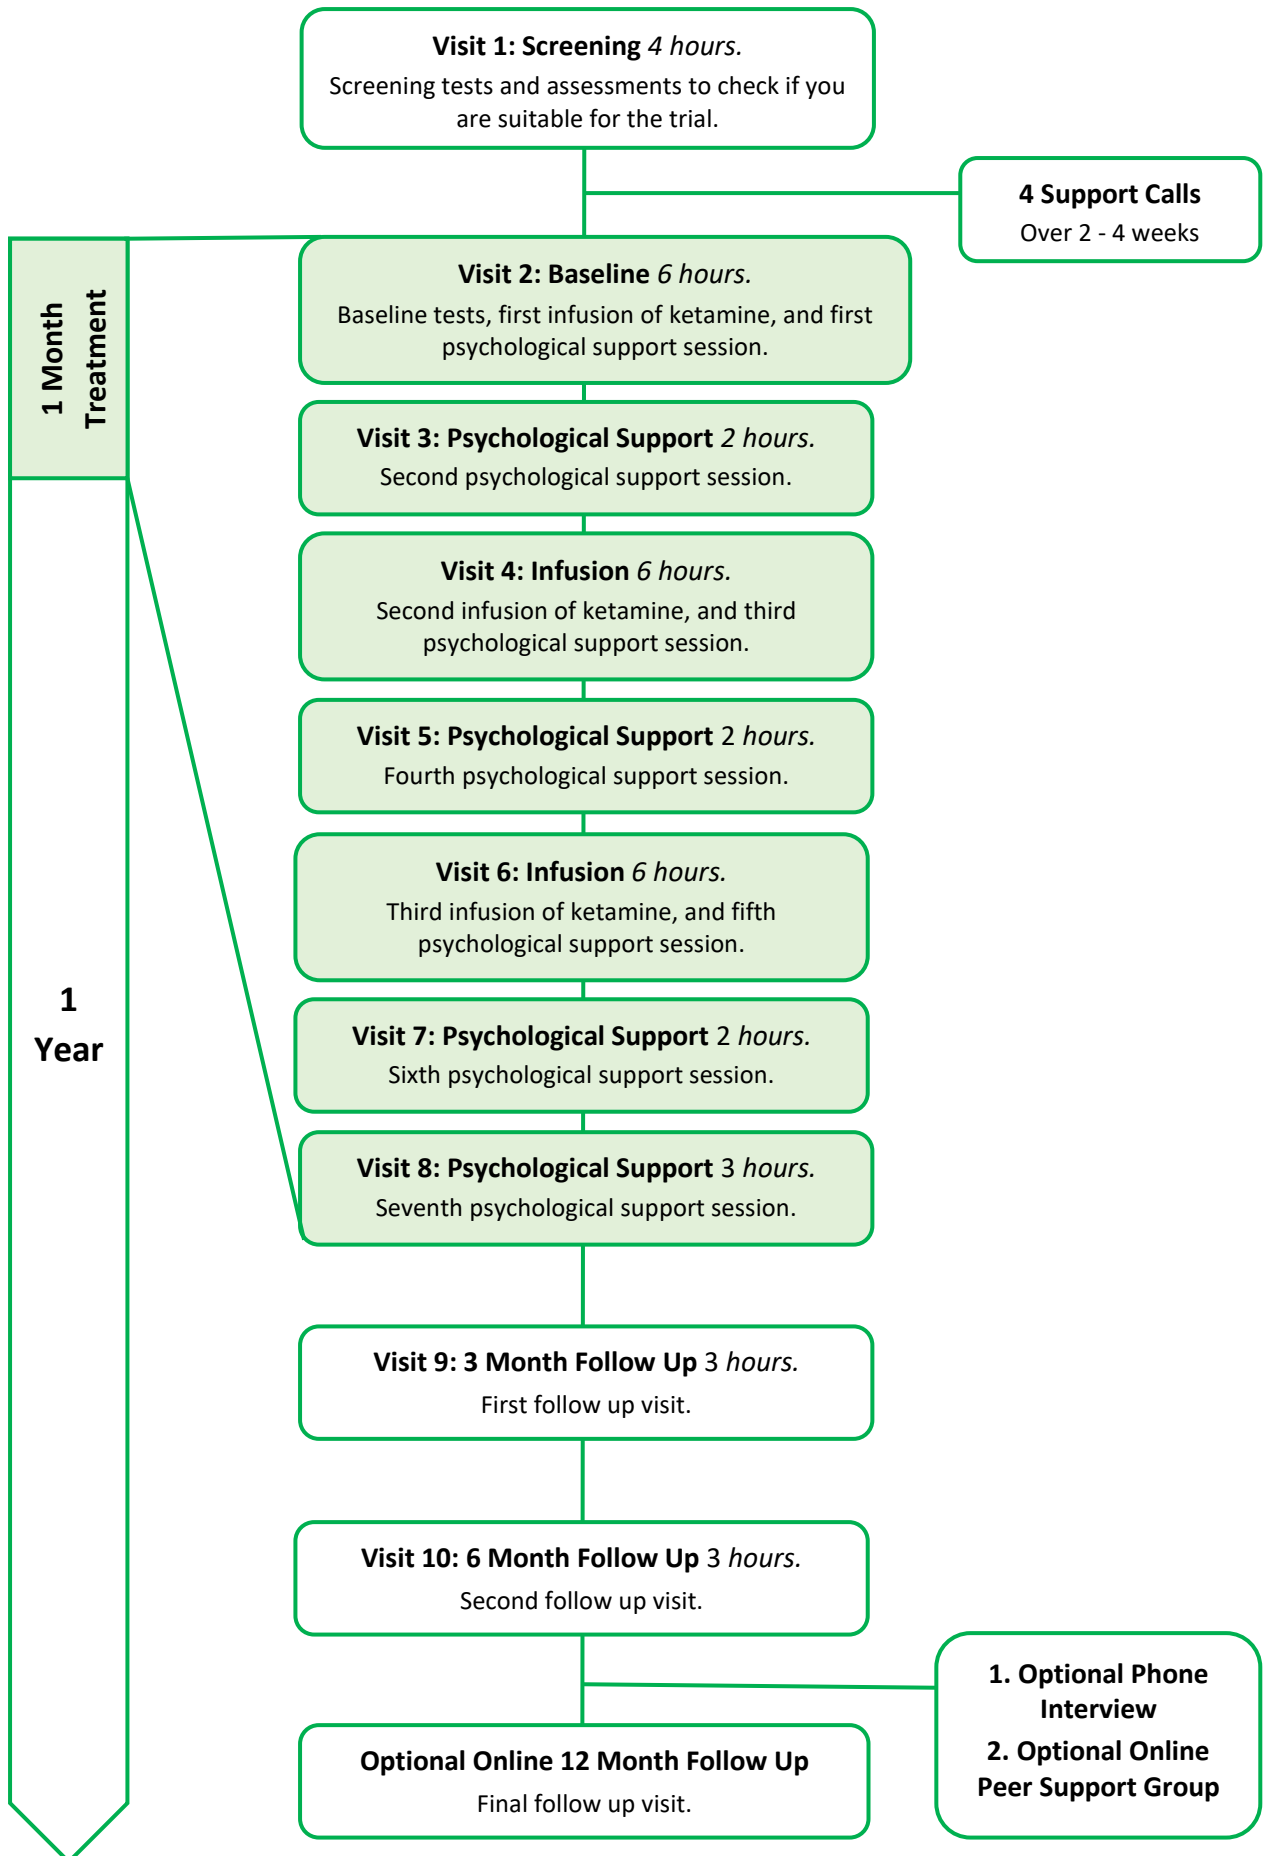 Visit 1: Screening 4 hours.
Screening tests and assessments to check if you
are suitable for the trial.
4 Support Calls
Over 2 - 4 weeks
1 Month
Treatment
Visit 2: Baseline 6 hours.
Baseline tests, first infusion of ketamine, and first
psychological support session.
Visit 3: Psychological Support 2 hours.
Second psychological support session.
Visit 4: Infusion 6 hours.
Second infusion of ketamine, and third
psychological support session.
Visit 5: Psychological Support 2 hours.
Fourth psychological support session.
Visit 6: Infusion 6 hours.
Third infusion of ketamine, and fifth
psychological support session.
1
Year
Visit 7: Psychological Support 2 hours.
Sixth psychological support session.
Visit 8: Psychological Support 3 hours.
Seventh psychological support session.
Visit 9: 3 Month Follow Up 3 hours.
First follow up visit.
Visit 10: 6 Month Follow Up 3 hours.
Second follow up visit.
1. Optional Phone
Interview
2. Optional Online
Peer Support Group
Optional Online 12 Month Follow Up
Final follow up visit.